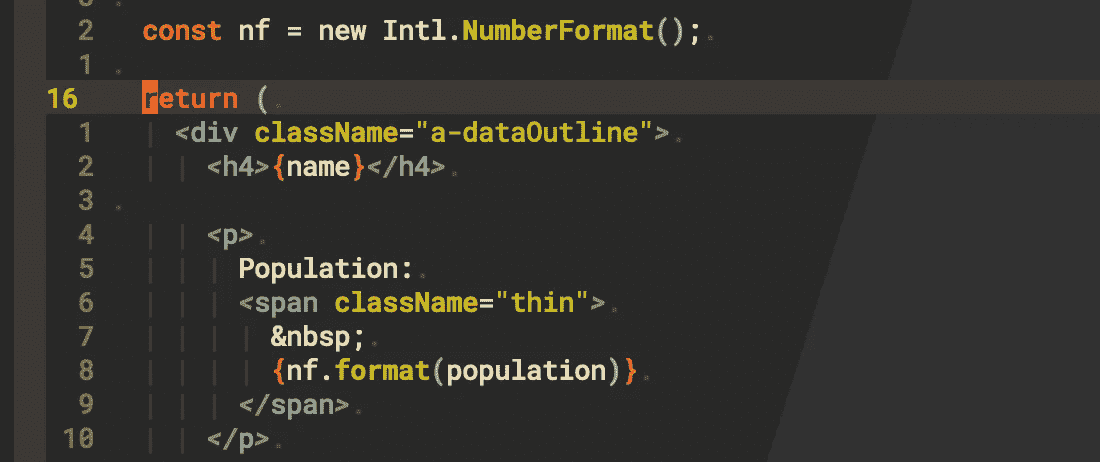 2 const nf = new Intl.NumberFormat();
1
16 return (
1 <div className="a-dataOutline">
2 <h4>{name}</h4>
3
4 <p>
5 Population:
6 <span className="thin">
7 &nbsp;
8 {nf.format(population)}
9 </span>
10 </p>